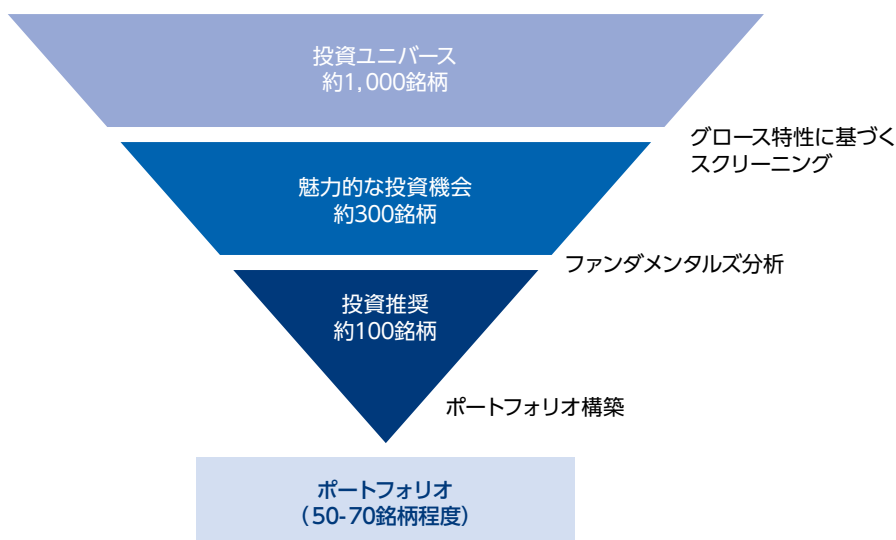 投資ユニバース
約1,000銘柄
グロース特性に基づく
スクリーニング
魅力的な投資機会
約300銘柄
ファンダメンタルズ分析
投資推奨
約100銘柄
ポートフォリオ構築
ポートフォリオ
(50-70銘柄程度)